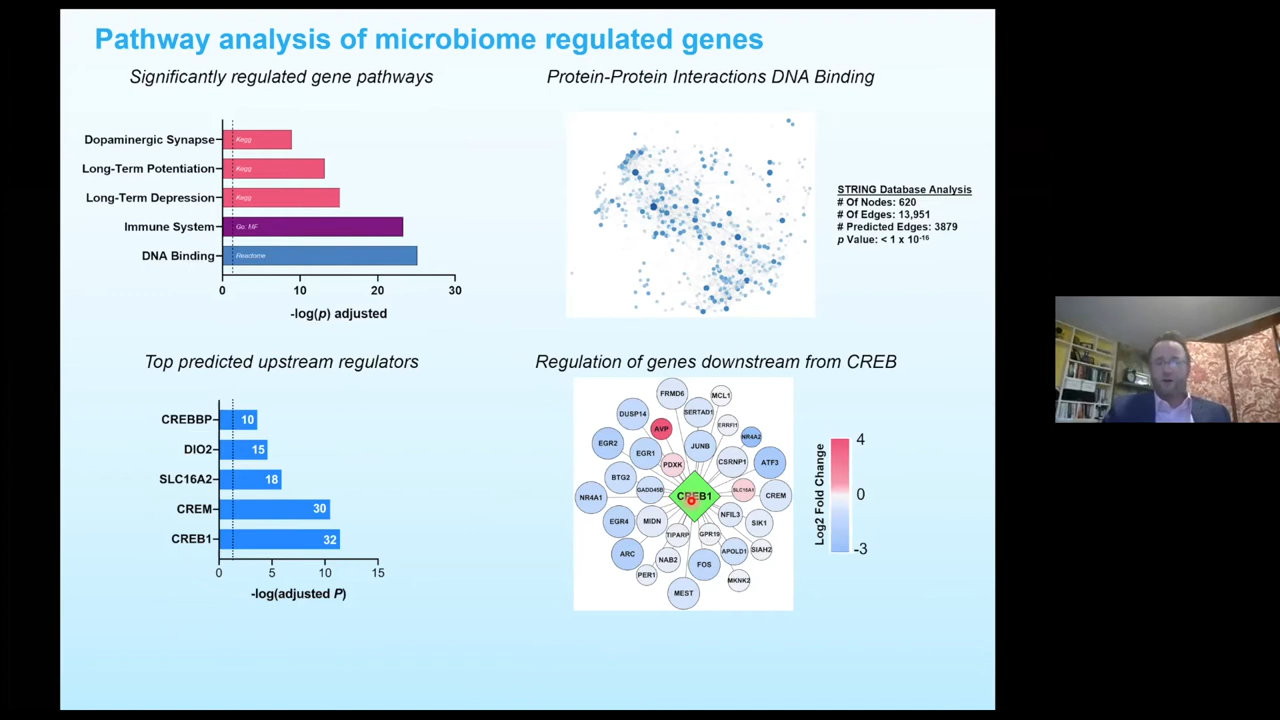 Pathway analysis of microbiome regulated genes
Significantly regulated gene pathways
Dopaminergic Synapse
Kegg
Long-Term Potentiation
Kegg
Long-Term Depression
Kegg
Immune System
Go: MF
DNA Binding
Reactome
0 10 20 30
-log(p) adjusted
Protein-Protein Interactions DNA Binding
STRING Database Analysis
# Of Nodes: 620
# Of Edges: 13,951
# Predicted Edges: 3879
p Value: < 1 x 10⁻¹⁶
Top predicted upstream regulators
CREBBP 10
DIO2 15
SLC16A2 18
CREM 30
CREB1 32
0 5 10 15
-log(adjusted P)
Regulation of genes downstream from CREB
FRMD6
MCL1
DUSP14
SERTAD1
AVP
ERRFI1
EGR2
EGR1
JUNB
NR4A2
PDXK
CSRNP1
ATF3
BTG2
GADD45B
SLC16A1
NR4A1
CREB1
CREM
EGR4
MIDN
NFIL3
SIK1
TIPARP
GPR19
ARC
NAB2
APOLD1
SIAH2
PER1
FOS
MKNK2
MEST
Log2 Fold Change
4
0
-3